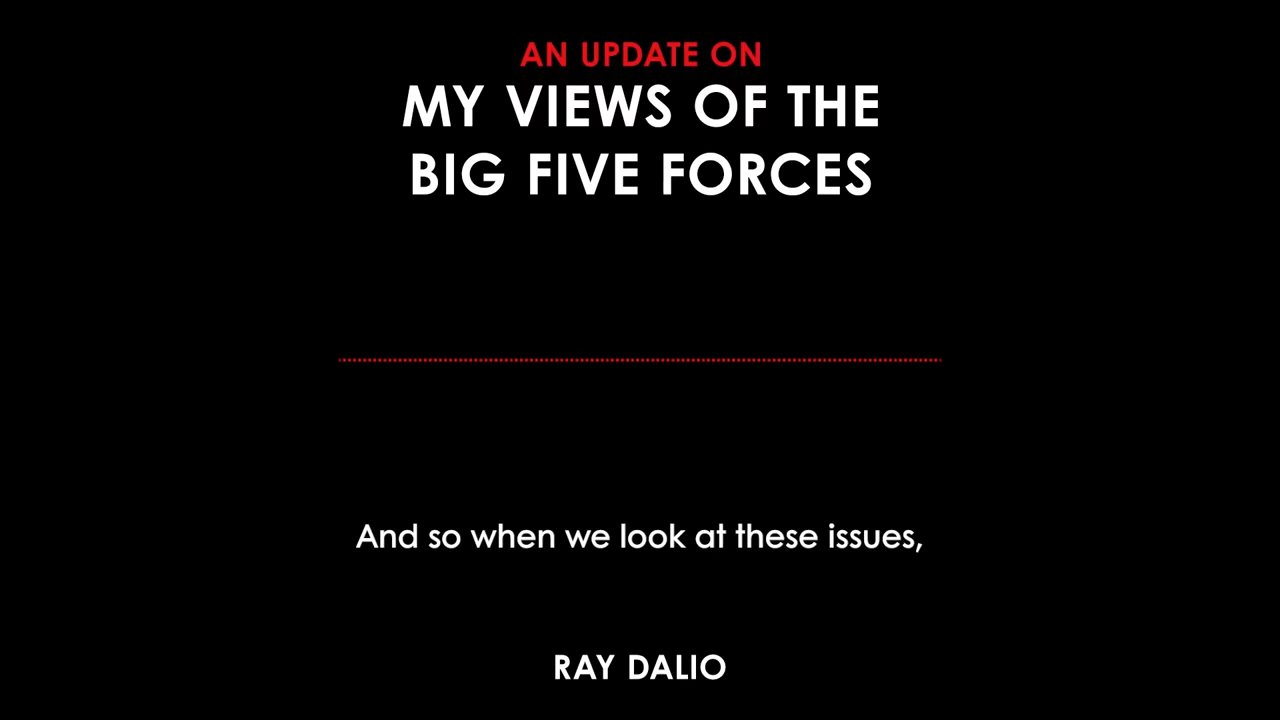 AN UPDATE ON
MY VIEWS OF THE
BIG FIVE FORCES
And so when we look at these issues,
RAY DALIO